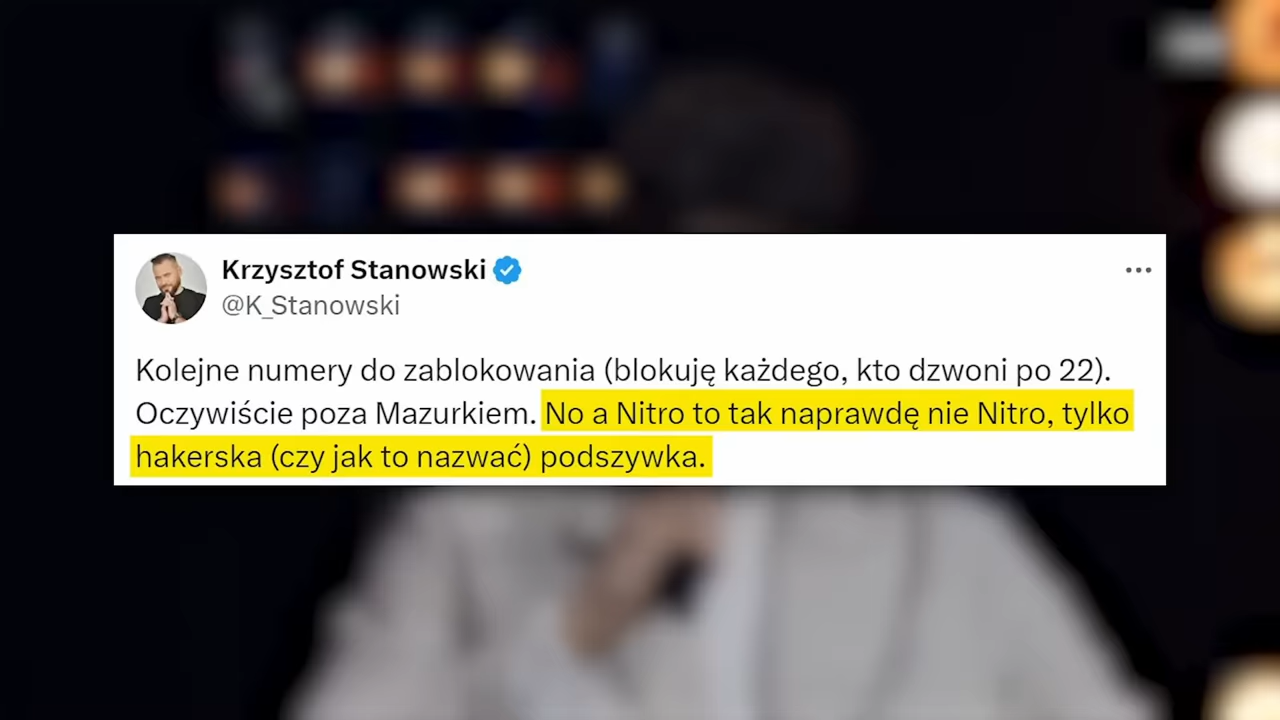 Krzysztof Stanowski
@K_Stanowski
Kolejne numery do zablokowania (blokuję każdego, kto dzwoni po 22).
Oczywiście poza Mazurkiem. No a Nitro to tak naprawdę nie Nitro, tylko
hakerska (czy jak to nazwać) podszywka.